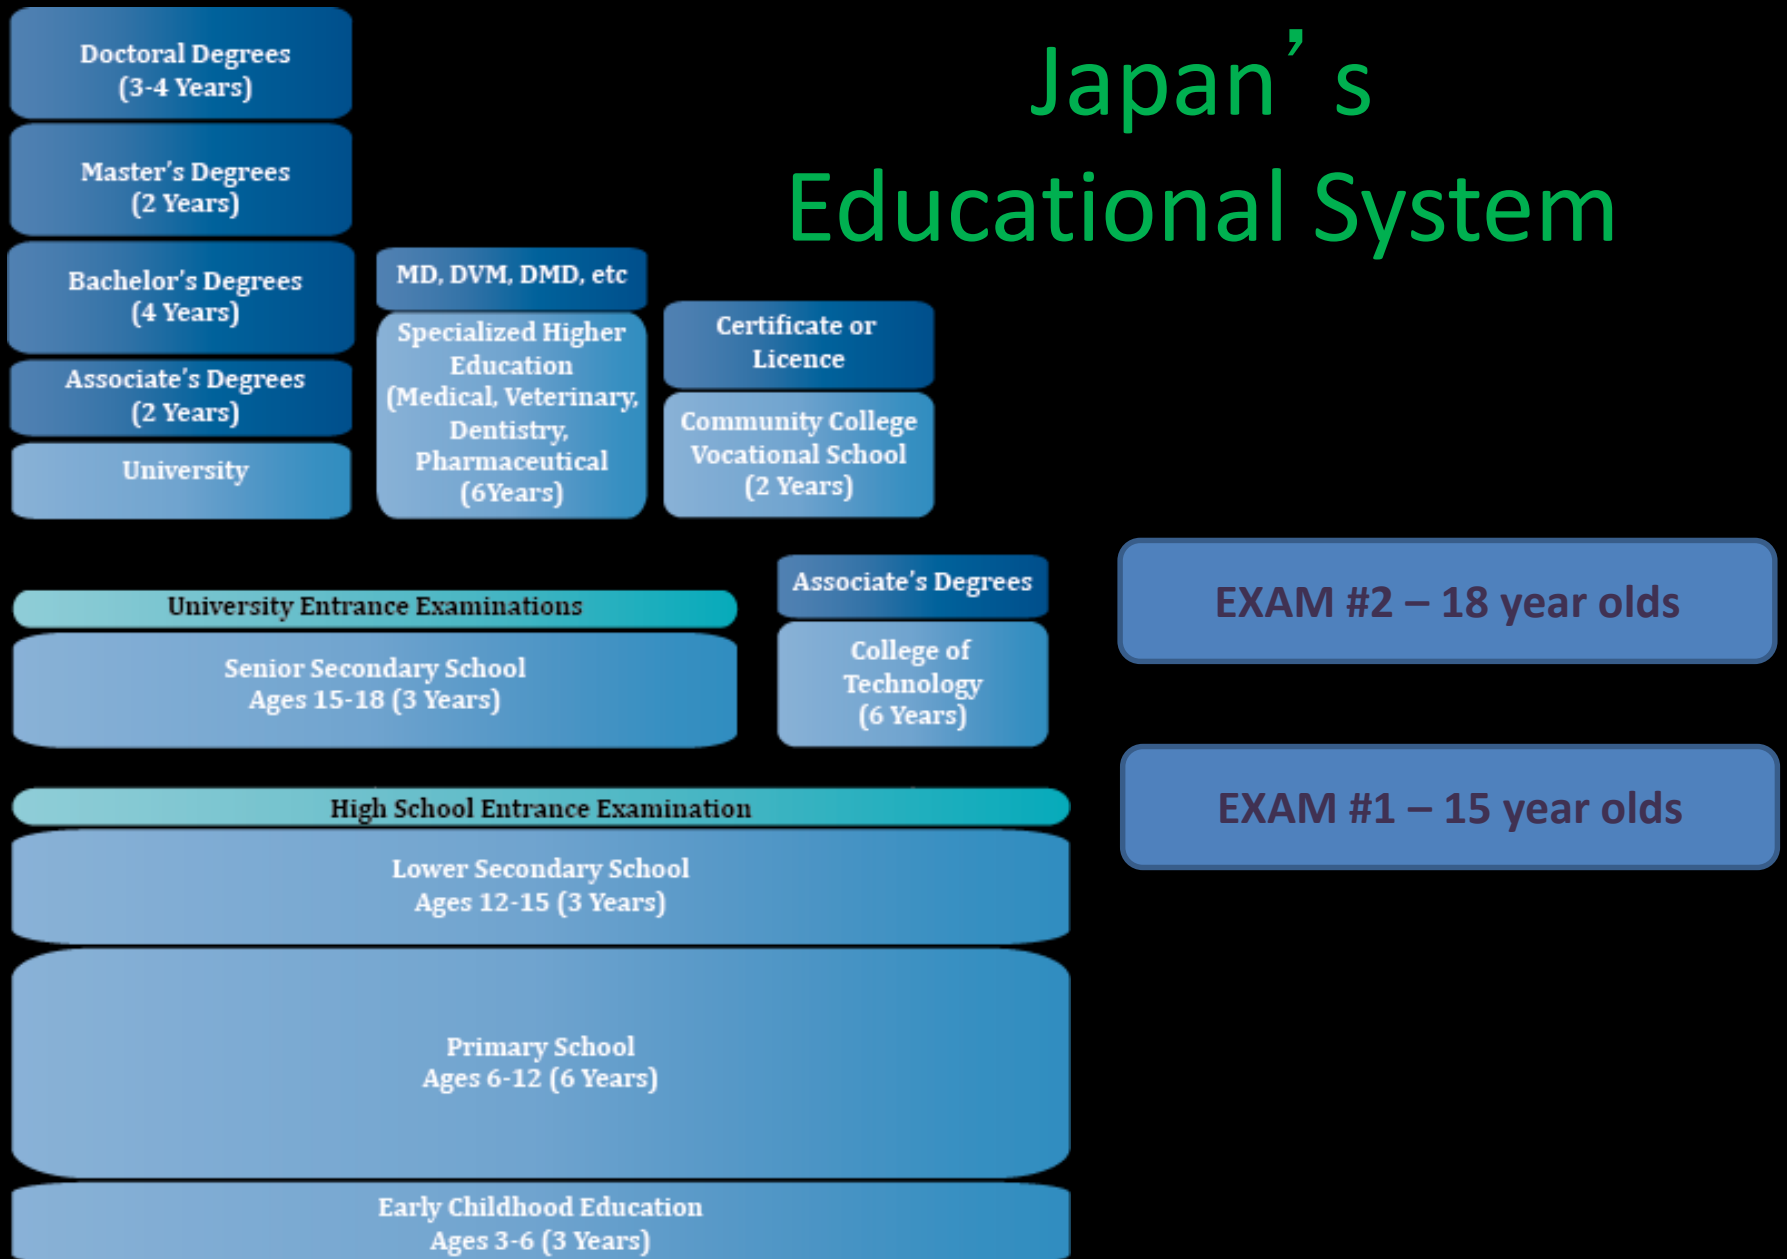 Japan’s
Educational System
Doctoral Degrees
(3-4 Years)
Master's Degrees
(2 Years)
Bachelor's Degrees
(4 Years)
Associate's Degrees
(2 Years)
University
MD, DVM, DMD, etc
Specialized Higher
Education
(Medical, Veterinary,
Dentistry,
Pharmaceutical
(6Years)
Certificate or
Licence
Community College
Vocational School
(2 Years)
Associate's Degrees
College of
Technology
(6 Years)
University Entrance Examinations
EXAM #2 – 18 year olds
Senior Secondary School
Ages 15-18 (3 Years)
High School Entrance Examination
EXAM #1 – 15 year olds
Lower Secondary School
Ages 12-15 (3 Years)
Primary School
Ages 6-12 (6 Years)
Early Childhood Education
Ages 3-6 (3 Years)